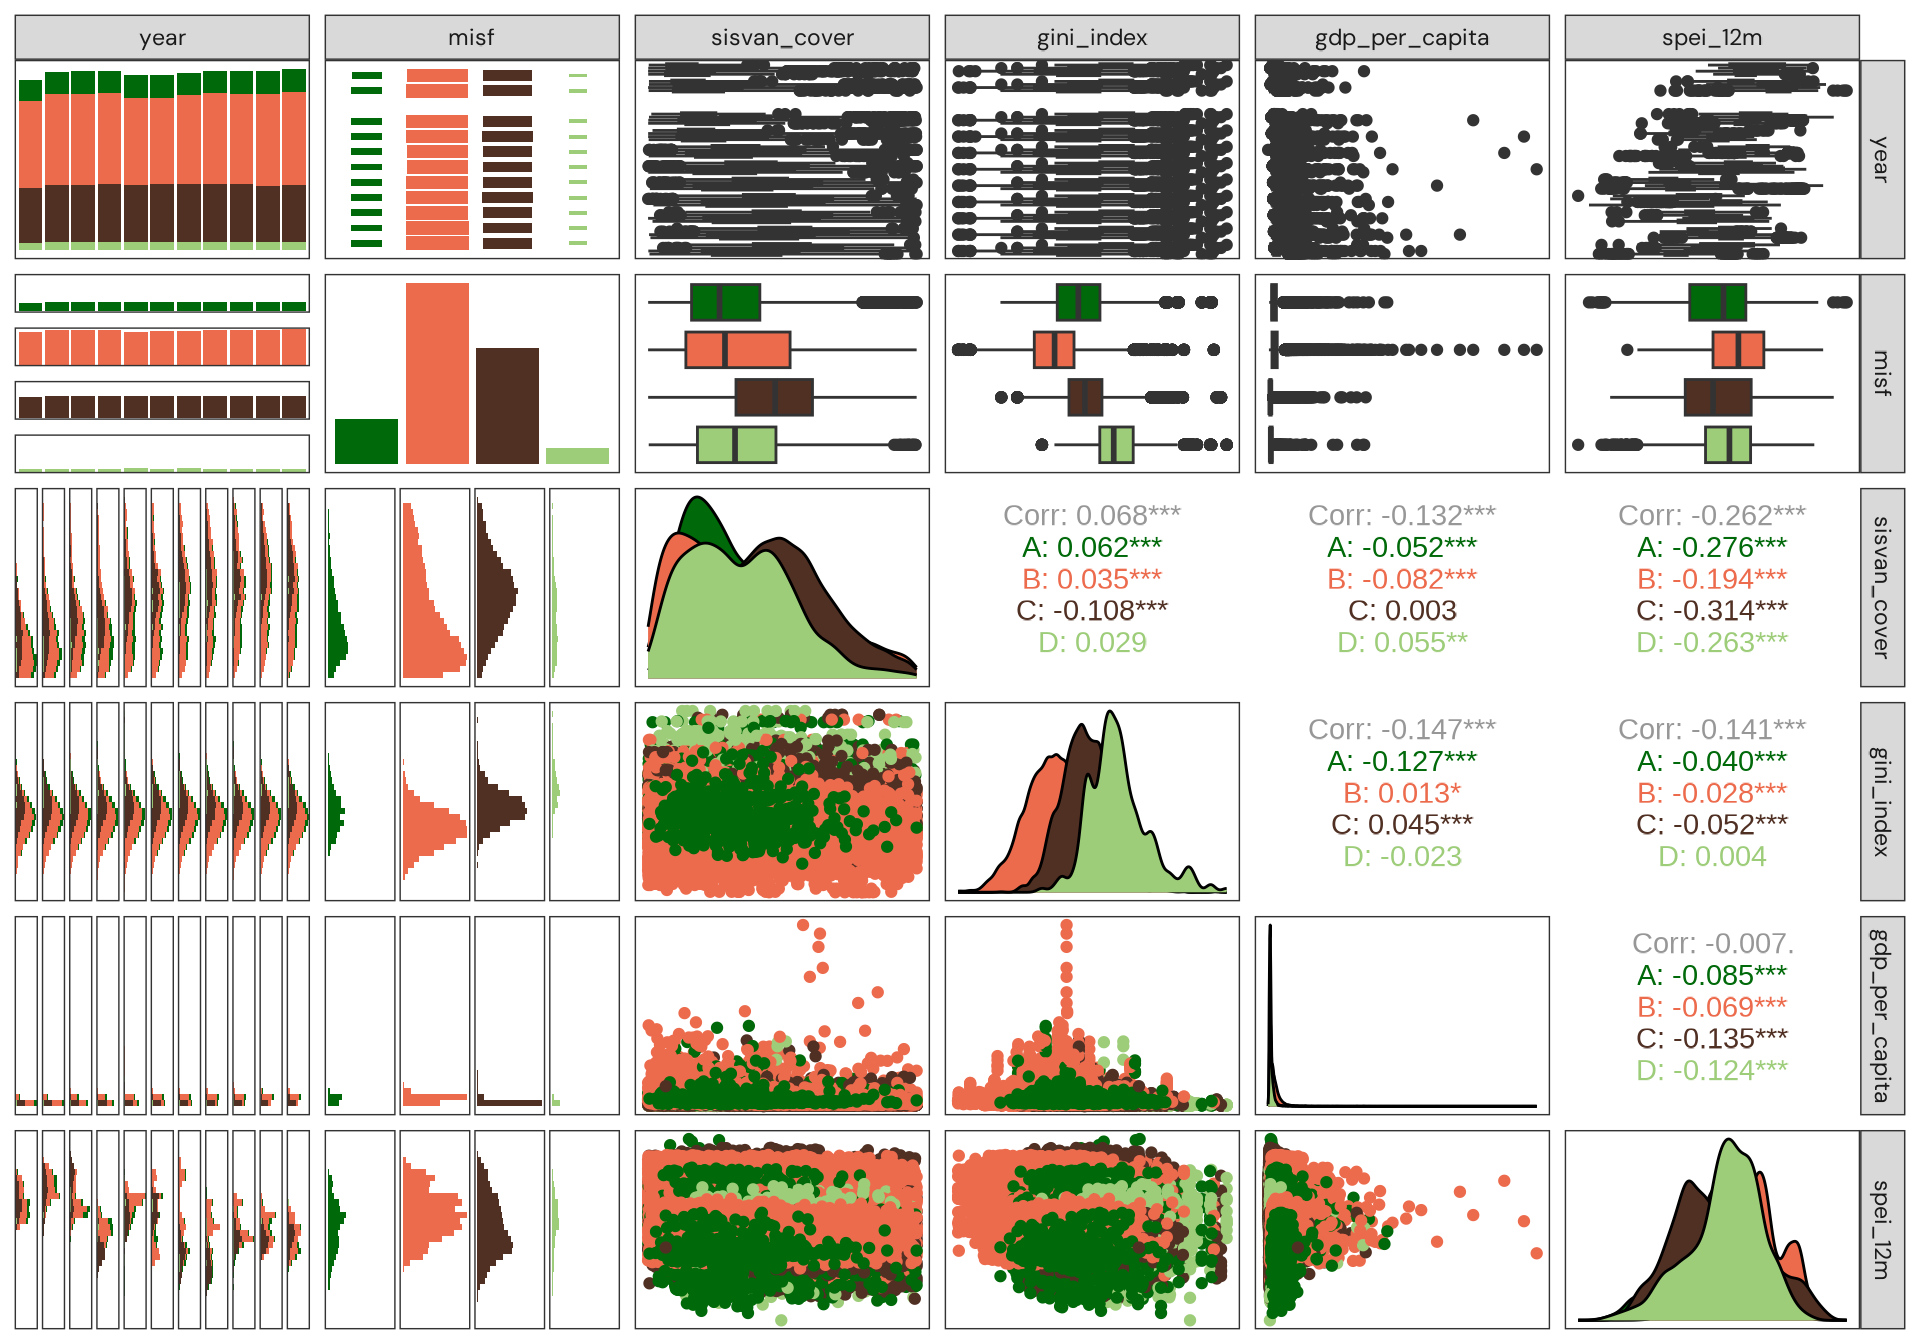 year
misf
sisvan_cover
gini_index
gdp_per_capita
spei_12m
year
misf
Corr: 0.068***
A: 0.062***
B: 0.035***
C: -0.108***
D: 0.029
Corr: -0.132***
A: -0.052***
B: -0.082***
C: 0.003
D: 0.055**
Corr: -0.262***
A: -0.276***
B: -0.194***
C: -0.314***
D: -0.263***
sisvan_cover
Corr: -0.147***
A: -0.127***
B: 0.013*
C: 0.045***
D: -0.023
Corr: -0.141***
A: -0.040***
B: -0.028***
C: -0.052***
D: 0.004
gini_index
Corr: -0.007.
A: -0.085***
B: -0.069***
C: -0.135***
D: -0.124***
gdp_per_capita
spei_12m